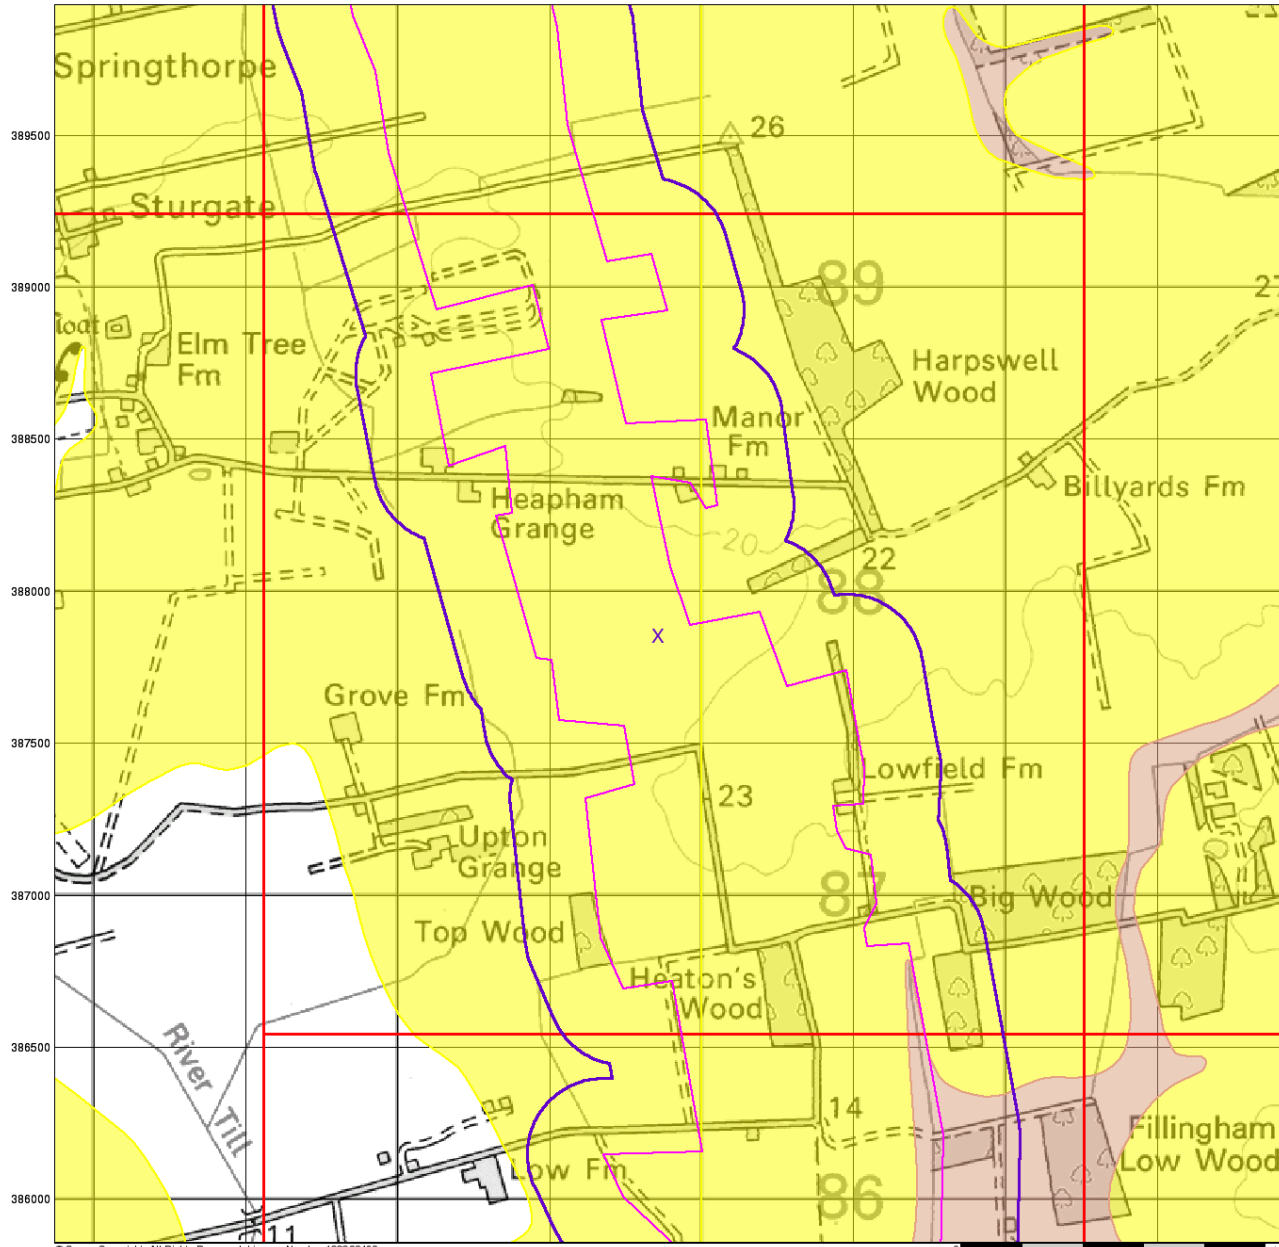 Springthorpe
26
389500
Sturgate
389000
89
27
Elm Tree
Fm
Harpswell
Wood
Manor
Fm
388500
Heapham
Grange
Billyards Fm
20
22
388000
88
X
Grove Fm
387500
Lowfield Fm
23
Upton
Grange
387000
87
Big Wood
Top Wood
Heaton's
Wood
386500
River Till
14
Fillingham
Low Wood
Low Fm
386000
86
11